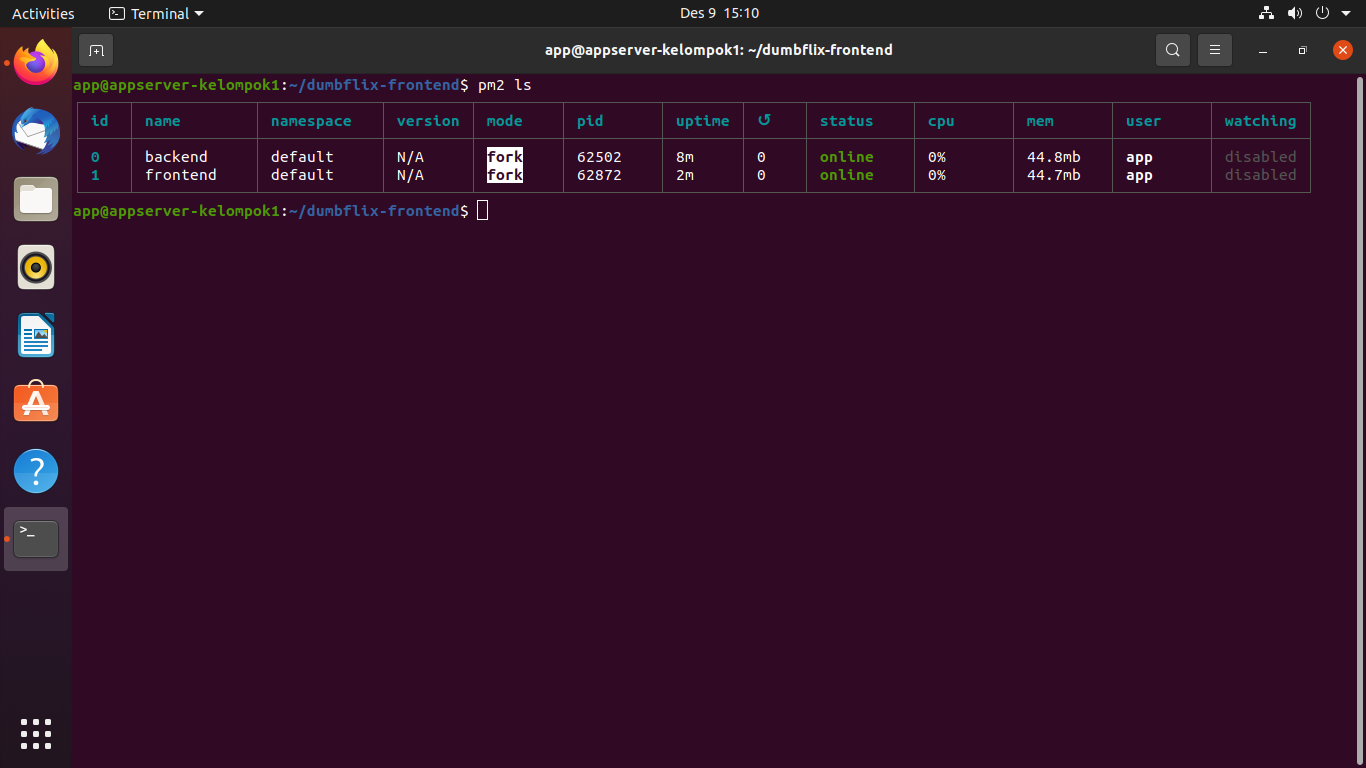 Activities Terminal Des 9 15:10
app@appserver-kelompok1: ~/dumbflix-frontend
app@appserver-kelompok1:~/dumbflix-frontend$ pm2 ls
id name namespace version mode pid uptime ↺ status cpu mem user watching
0 backend default N/A fork 62502 8m 0 online 0% 44.8mb app disabled
1 frontend default N/A fork 62872 2m 0 online 0% 44.7mb app disabled
app@appserver-kelompok1:~/dumbflix-frontend$